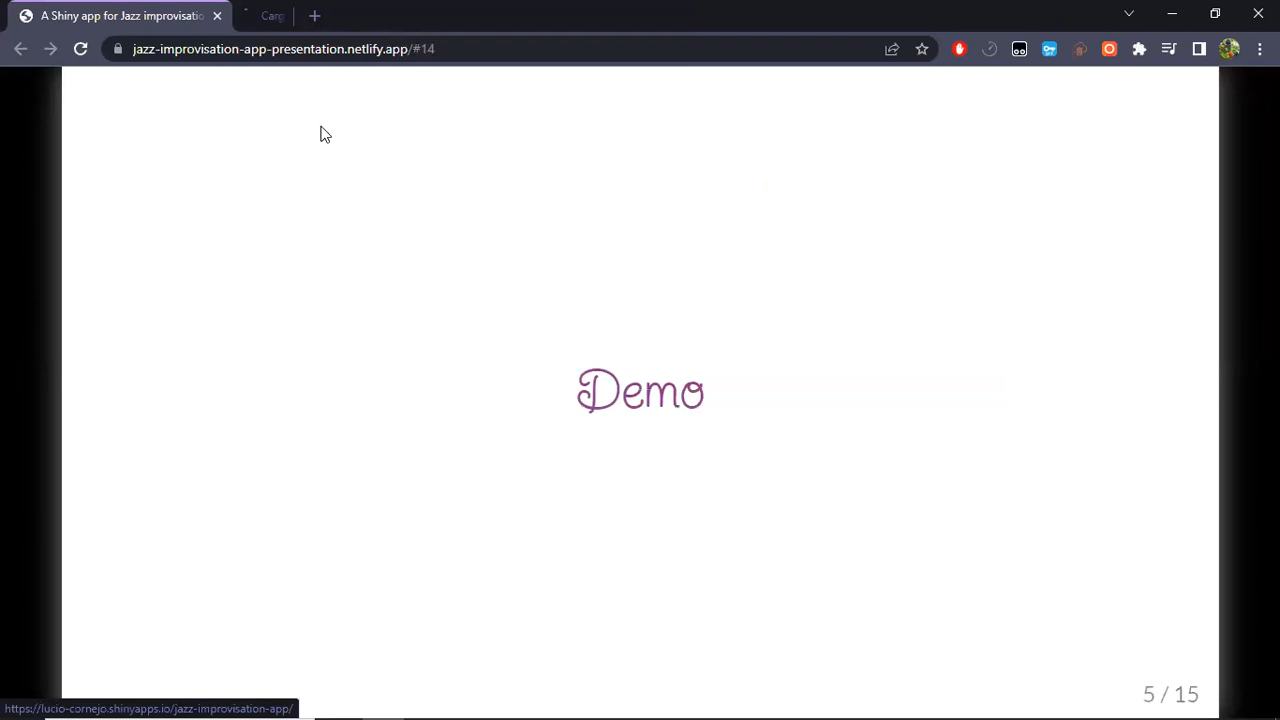 A Shiny app for Jazz improvisatio
Carg
jazz-improvisation-app-presentation.netlify.app/#14
Demo
5 / 15
https://lucio-cornejo.shinyapps.io/jazz-improvisation-app/